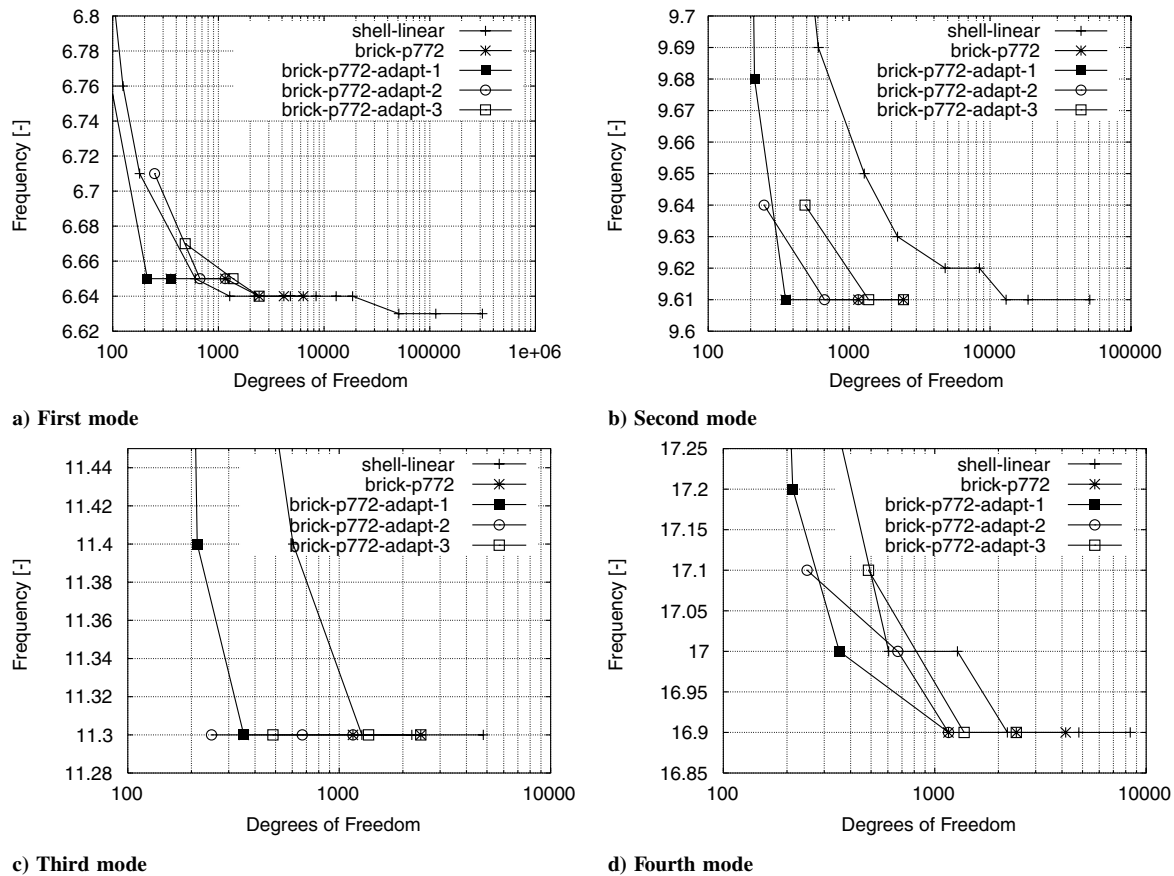 6.8
6.78
6.76
6.74
6.72
6.7
6.68
6.66
6.64
6.62
100
1000
10000
100000
1e+06
Frequency [-]
Degrees of Freedom
shell-linear
brick-p772
brick-p772-adapt-1
brick-p772-adapt-2
brick-p772-adapt-3
a) First mode
9.7
9.69
9.68
9.67
9.66
9.65
9.64
9.63
9.62
9.61
9.6
100
1000
10000
100000
Frequency [-]
Degrees of Freedom
shell-linear
brick-p772
brick-p772-adapt-1
brick-p772-adapt-2
brick-p772-adapt-3
b) Second mode
11.44
11.42
11.4
11.38
11.36
11.34
11.32
11.3
11.28
100
1000
10000
Frequency [-]
Degrees of Freedom
shell-linear
brick-p772
brick-p772-adapt-1
brick-p772-adapt-2
brick-p772-adapt-3
c) Third mode
17.25
17.2
17.15
17.1
17.05
17
16.95
16.9
16.85
100
1000
10000
Frequency [-]
Degrees of Freedom
shell-linear
brick-p772
brick-p772-adapt-1
brick-p772-adapt-2
brick-p772-adapt-3
d) Fourth mode